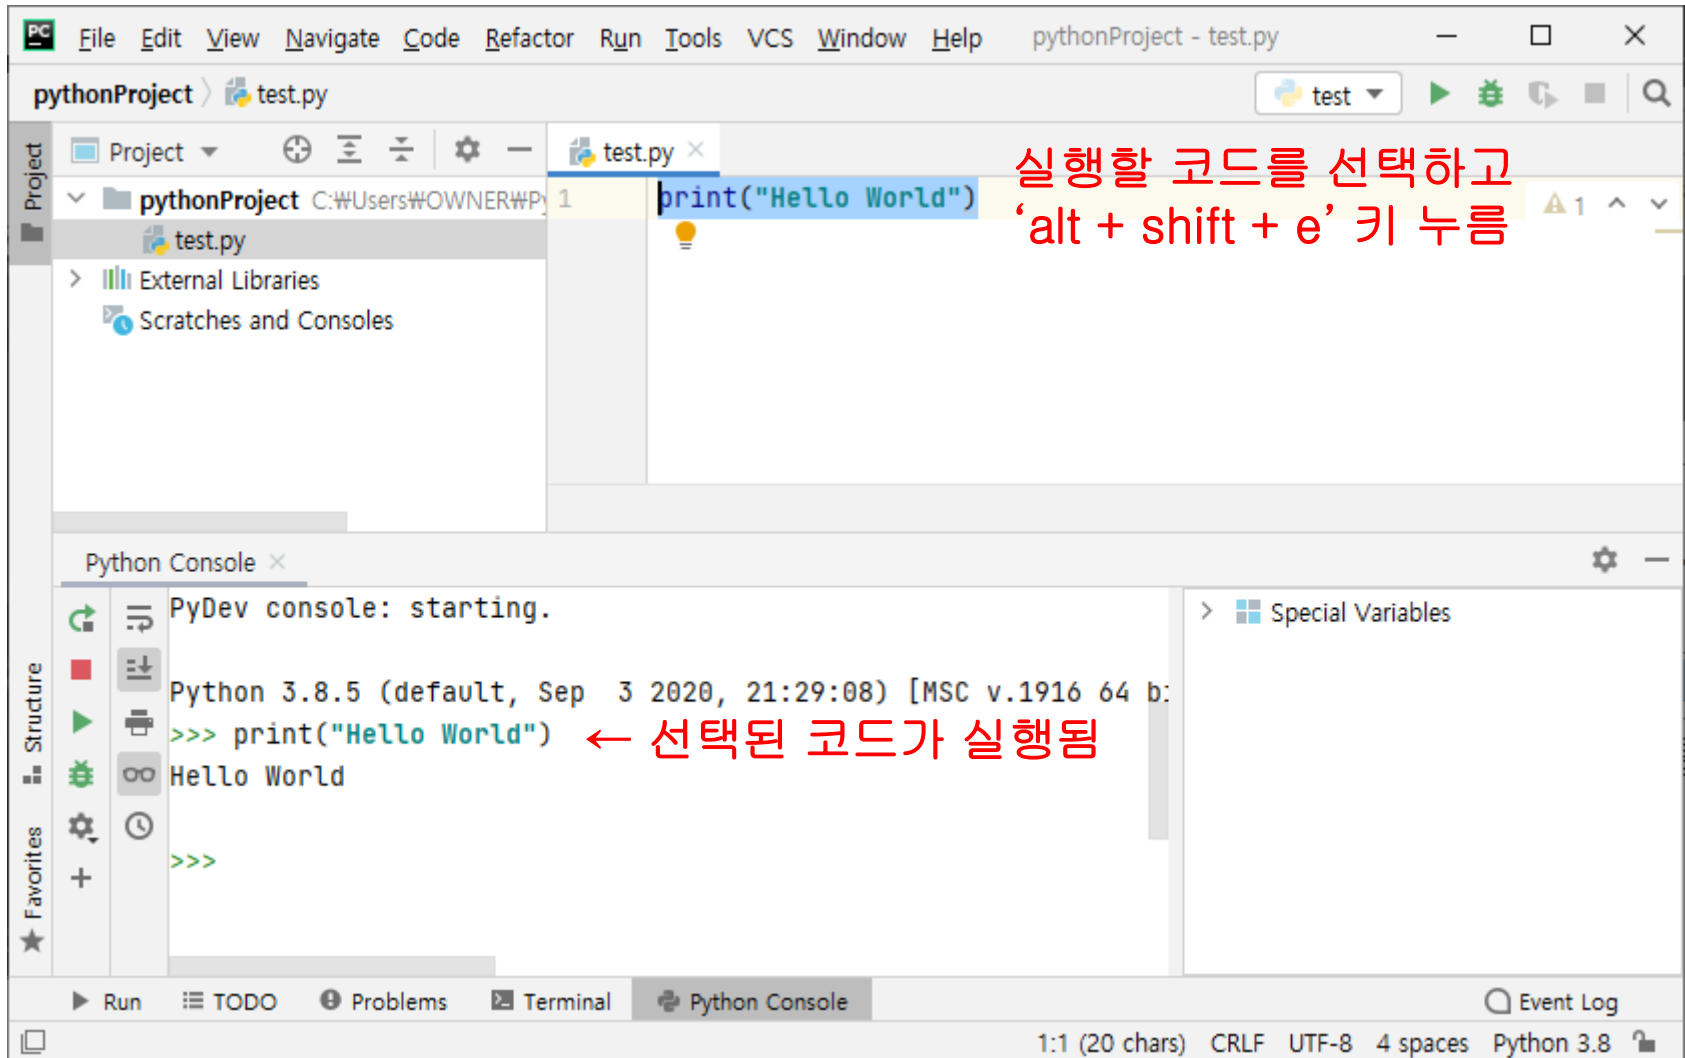 PC File Edit View Navigate Code Refactor Run Tools VCS Window Help pythonProject - test.py
pythonProject test.py test
Project
Project
test.py
실행할 코드를 선택하고
‘alt + shift + e’ 키 누름
pythonProject C:₩Users₩OWNER₩Py
1 print("Hello World")
1
test.py
External Libraries
Scratches and Consoles
Python Console
PyDev console: starting.
Special Variables
Python 3.8.5 (default, Sep  3 2020, 21:29:08) [MSC v.1916 64 bi
>>> print("Hello World")
← 선택된 코드가 실행됨
Hello World
>>>
Structure
Favorites
Run TODO Problems Terminal Python Console Event Log
1:1 (20 chars) CRLF UTF-8 4 spaces Python 3.8